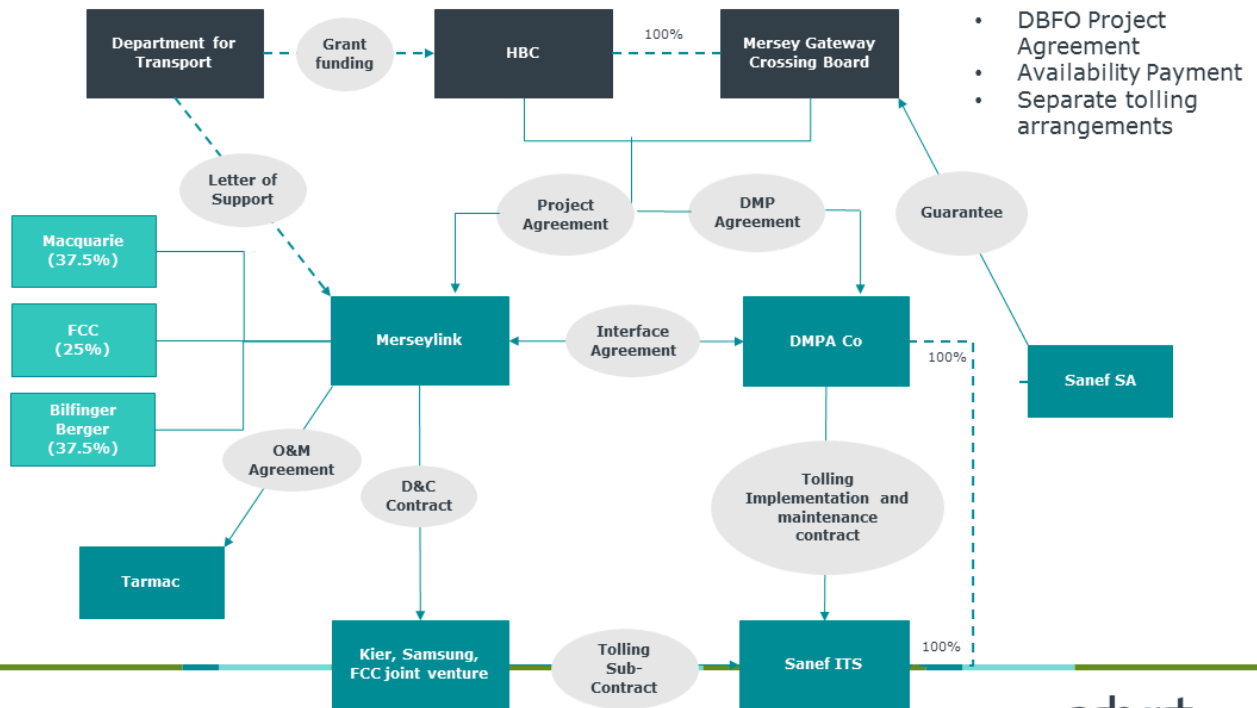 Department for
Transport
Grant
funding
HBC
100%
Mersey Gateway
Crossing Board
• DBFO Project
Agreement
• Availability Payment
• Separate tolling
arrangements
Letter of
Support
Project
Agreement
DMP
Agreement
Guarantee
Macquarie
(37.5%)
FCC
(25%)
Bilfinger
Berger
(37.5%)
Merseylink
Interface
Agreement
DMPA Co
100%
Sanef SA
O&M
Agreement
D&C
Contract
Tolling
Implementation and
maintenance
contract
Tarmac
Kier, Samsung,
FCC joint venture
Tolling
Sub-
Contract
Sanef ITS
100%